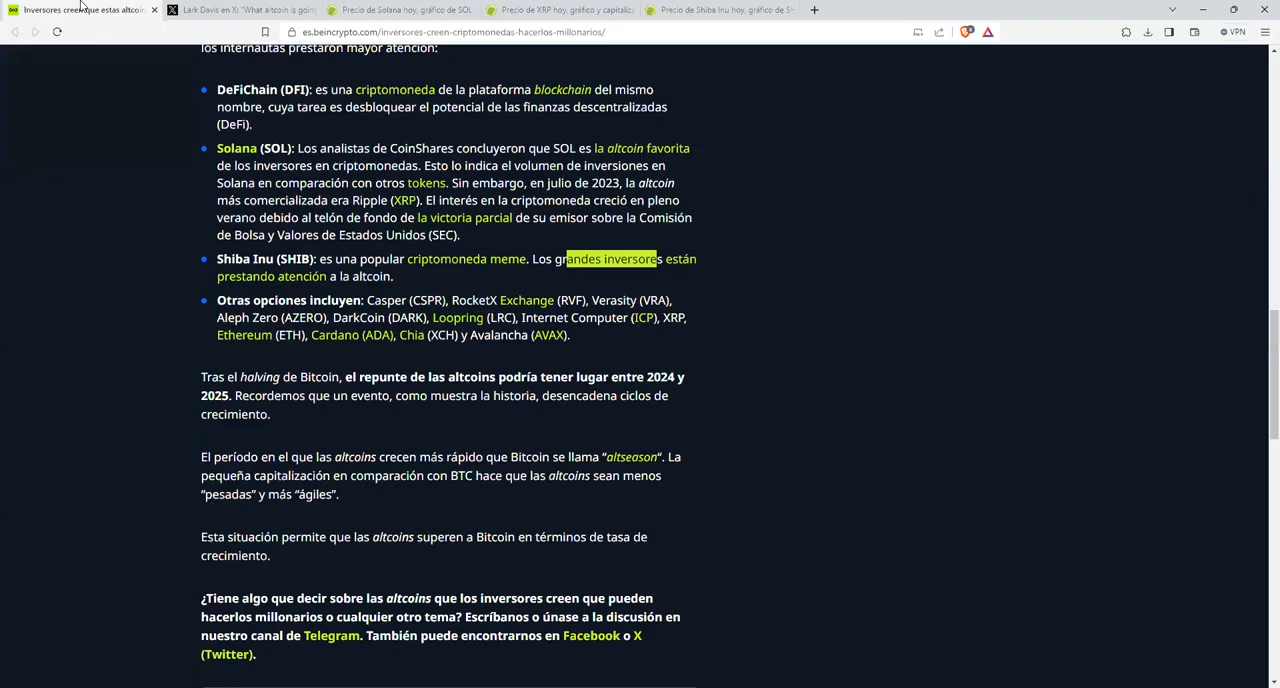 Inversores creen que estas altcoin
Lark Davis en X: "What altcoin is going
Precio de Solana hoy, gráfico de SOL
Precio de XRP hoy, gráfico y capitaliz
Precio de Shiba Inu hoy, gráfico de SH
es.beincrypto.com/inversores-creen-criptomonedas-hacerlos-millonarios/
VPN
los internautas prestaron mayor atención:
DeFiChain (DFI): es una criptomoneda de la plataforma blockchain del mismo
nombre, cuya tarea es desbloquear el potencial de las finanzas descentralizadas
(DeFi).
Solana (SOL): Los analistas de CoinShares concluyeron que SOL es la altcoin favorita
de los inversores en criptomonedas. Esto lo indica el volumen de inversiones en
Solana en comparación con otros tokens. Sin embargo, en julio de 2023, la altcoin
más comercializada era Ripple (XRP). El interés en la criptomoneda creció en pleno
verano debido al telón de fondo de la victoria parcial de su emisor sobre la Comisión
de Bolsa y Valores de Estados Unidos (SEC).
Shiba Inu (SHIB): es una popular criptomoneda meme. Los grandes inversores están
prestando atención a la altcoin.
Otras opciones incluyen: Casper (CSPR), RocketX Exchange (RVF), Verasity (VRA),
Aleph Zero (AZERO), DarkCoin (DARK), Loopring (LRC), Internet Computer (ICP), XRP,
Ethereum (ETH), Cardano (ADA), Chia (XCH) y Avalancha (AVAX).
Tras el halving de Bitcoin, el repunte de las altcoins podría tener lugar entre 2024 y
2025. Recordemos que un evento, como muestra la historia, desencadena ciclos de
crecimiento.
El período en el que las altcoins crecen más rápido que Bitcoin se llama “altseason“. La
pequeña capitalización en comparación con BTC hace que las altcoins sean menos
“pesadas” y más “ágiles”.
Esta situación permite que las altcoins superen a Bitcoin en términos de tasa de
crecimiento.
¿Tiene algo que decir sobre las altcoins que los inversores creen que pueden
hacerlos millonarios o cualquier otro tema? Escríbanos o únase a la discusión en
nuestro canal de Telegram. También puede encontrarnos en Facebook o X
(Twitter).